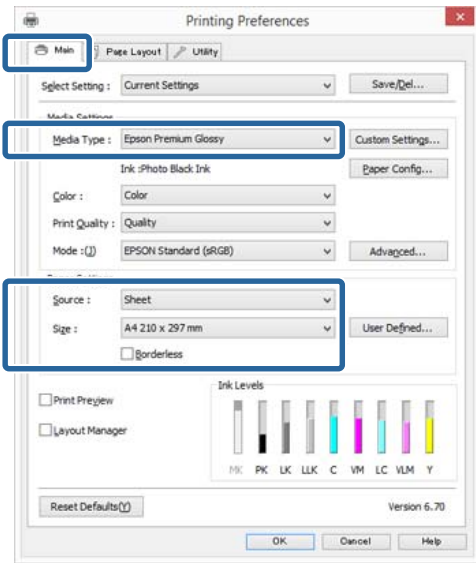 Printing Preferences
Main Page Layout Utility
Select Setting : Current Settings Save/Del...
Media Settings
Media Type : Epson Premium Glossy Custom Settings...
Ink :Photo Black Ink Paper Config...
Color : Color
Print Quality : Quality
Mode :(J) EPSON Standard (sRGB) Advanced...
Source : Sheet
Size : A4 210 x 297 mm User Defined...
Borderless
Ink Levels
Print Preview
Layout Manager
MK PK LK LLK C VM LC VLM Y
Reset Defaults(Y) Version 6.70
OK Cancel Help